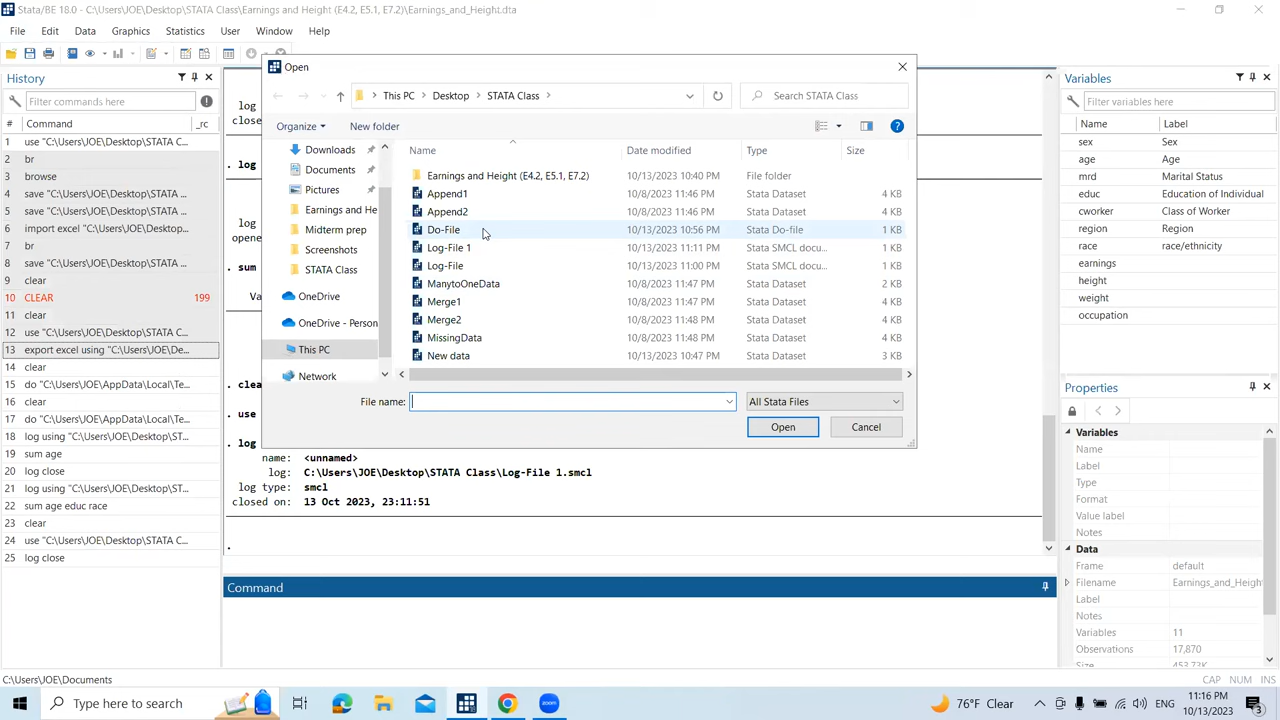 Stata/BE 18.0 - C:\Users\JOE\Desktop\STATA Class\Earnings and Height (E4.2, E5.1, E7.2)\Earnings_and_Height.dta
File Edit Data Graphics Statistics User Window Help
History
Filter commands here
# Command _rc
1 use "C:\Users\JOE\Desktop\STATA C...
2 br
3 browse
4 save "C:\Users\JOE\Desktop\STATA ...
5 save "C:\Users\JOE\Desktop\STATA ...
6 import excel "C:\Users\JOE\Deskto...
7 br
8 save "C:\Users\JOE\Desktop\STATA ...
9 clear
10 CLEAR 199
11 clear
12 use "C:\Users\JOE\Desktop\STATA C...
13 export excel using "C:\Users\JOE\De...
14 clear
15 do "C:\Users\JOE\AppData\Local\Te...
16 clear
17 do "C:\Users\JOE\AppData\Local\Te...
18 log using "C:\Users\JOE\Desktop\ST...
19 sum age
20 log close
21 log using "C:\Users\JOE\Desktop\ST...
22 sum age educ race
23 clear
24 use "C:\Users\JOE\Desktop\STATA C...
25 log close
log
close
. log
log
opene
. sum
Va
. clea
. use
. log
name: <unnamed>
log: C:\Users\JOE\Desktop\STATA Class\Log-File 1.smcl
log type: smcl
closed on: 13 Oct 2023, 23:11:51
.
Command
Open
This PC Desktop STATA Class
Search STATA Class
Organize New folder
Downloads
Documents
Pictures
Earnings and He
Midterm prep
Screenshots
STATA Class
OneDrive
OneDrive - Person
This PC
Network
Name Date modified Type Size
Earnings and Height (E4.2, E5.1, E7.2) 10/13/2023 10:40 PM File folder
Append1 10/8/2023 11:46 PM Stata Dataset 4 KB
Append2 10/8/2023 11:46 PM Stata Dataset 4 KB
Do-File 10/13/2023 10:56 PM Stata Do-file 1 KB
Log-File 1 10/13/2023 11:11 PM Stata SMCL docu... 2 KB
Log-File 10/13/2023 11:00 PM Stata SMCL docu... 1 KB
ManytoOneData 10/8/2023 11:47 PM Stata Dataset 2 KB
Merge1 10/8/2023 11:47 PM Stata Dataset 4 KB
Merge2 10/8/2023 11:48 PM Stata Dataset 4 KB
MissingData 10/8/2023 11:48 PM Stata Dataset 4 KB
New data 10/13/2023 10:47 PM Stata Dataset 3 KB
File name:
All Stata Files
Open Cancel
Variables
Filter variables here
Name Label
sex Sex
age Age
mrd Marital Status
educ Education of Individual
cworker Class of Worker
region Region
race race/ethnicity
earnings
height
weight
occupation
Properties
Variables
Name
Label
Type
Format
Value label
Notes
Data
Frame default
Filename Earnings_and_Height
Label
Notes
Variables 11
Observations 17,870
Size 453.73K
C:\Users\JOE\Documents
CAP NUM INS
Type here to search
zoom
76°F Clear
11:16 PM
10/13/2023
3